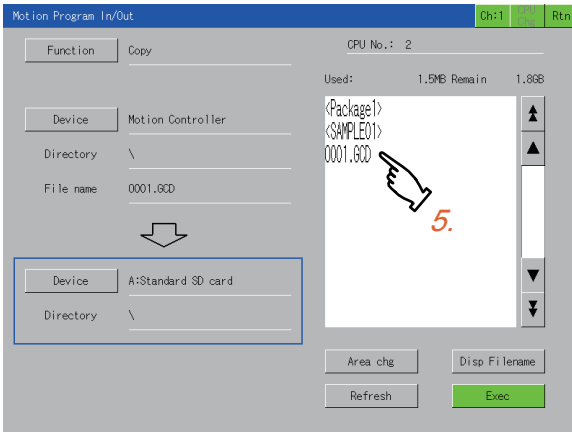 Motion Program In/Out
Ch:1
CPU Chg
Rtn
Function
Copy
CPU No.: 2
Used: 1.5MB Remain 1.8GB
Device
Motion Controller
Directory
\
File name
0001.GCD
<Package1>
<SAMPLE01>
0001.GCD
5.
Device
A:Standard SD card
Directory
\
Area chg
Disp Filename
Refresh
Exec